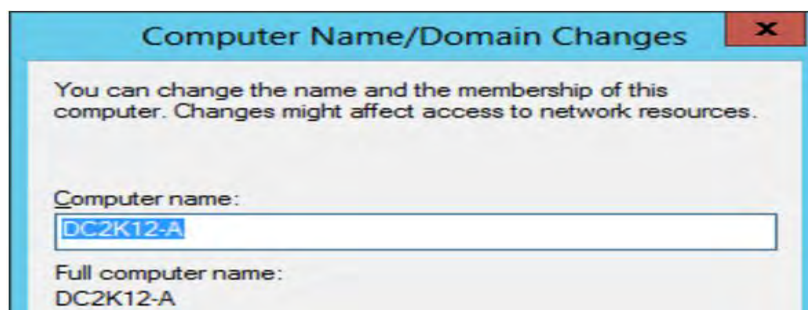 Computer Name/Domain Changes
x
You can change the name and the membership of this
computer. Changes might affect access to network resources.
Computer name:
DC2K12-A
Full computer name:
DC2K12-A